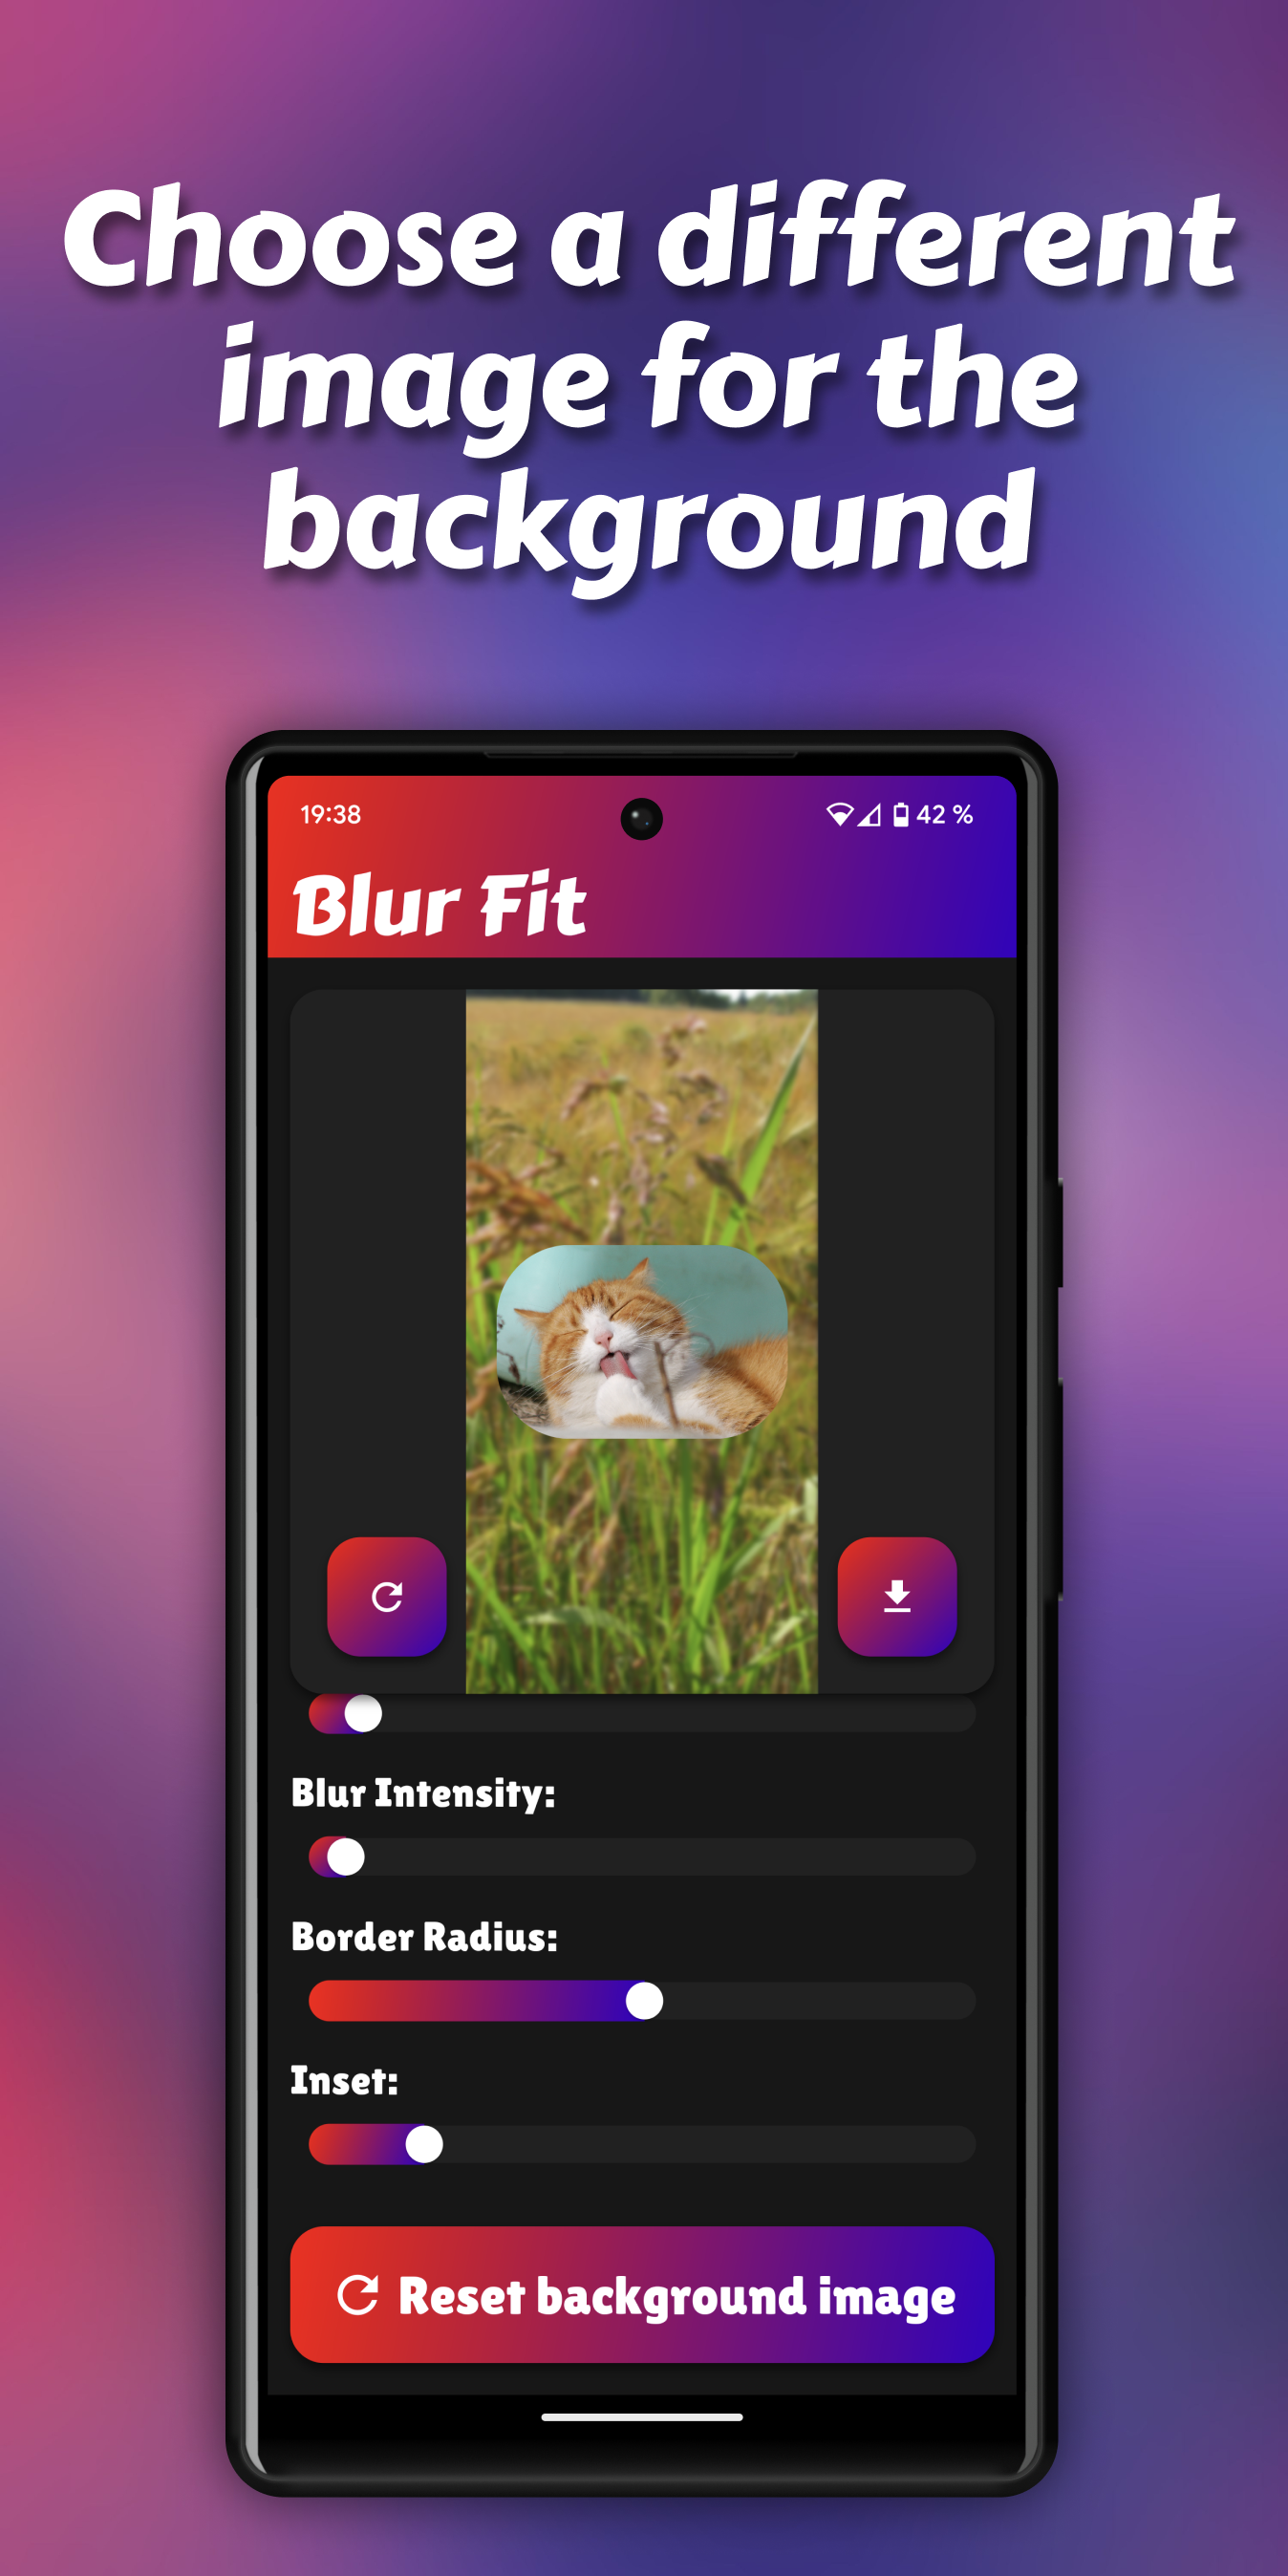 Choose a different
image for the
background
19:38
42 %
Blur Fit
Blur Intensity:
Border Radius:
Inset:
Reset background image